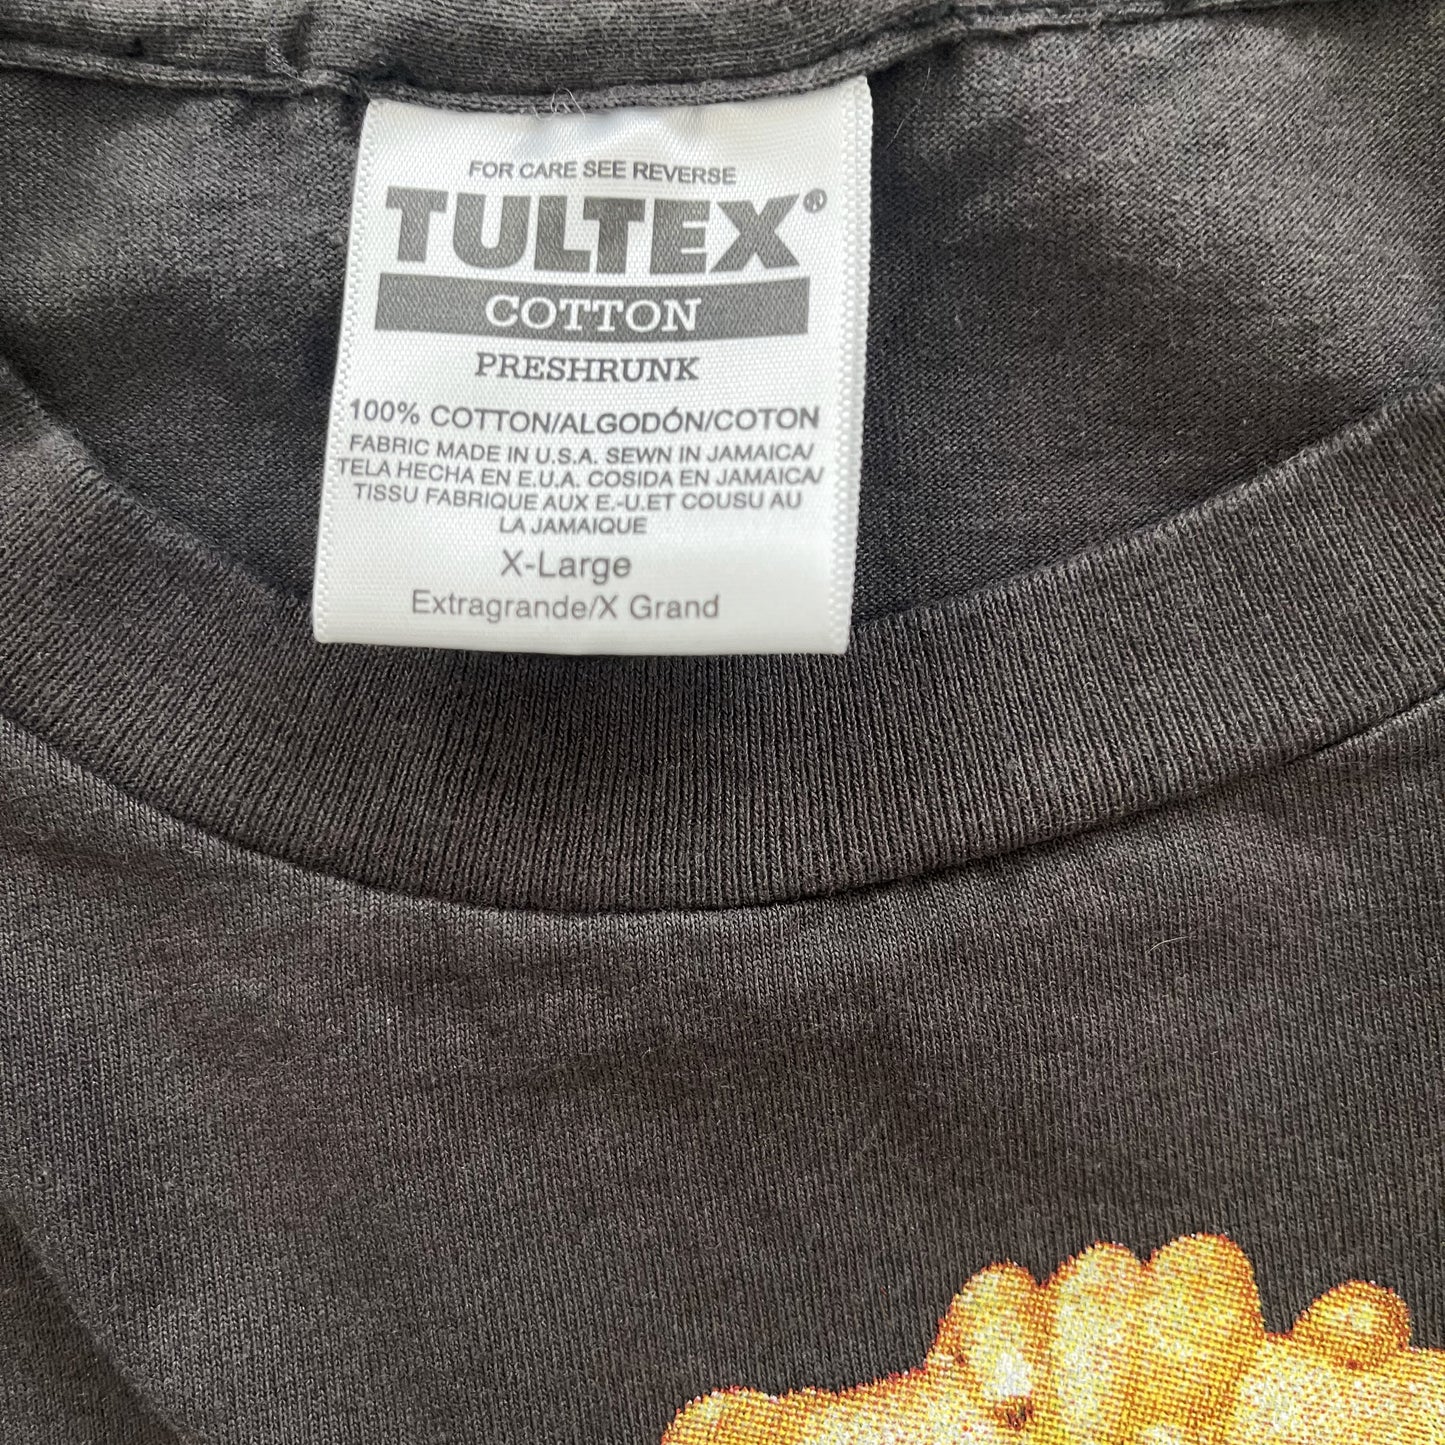 FOR CARE SEE REVERSE
TULTEX®
COTTON
PRESHRUNK
100% COTTON/ALGODÓN/COTON
FABRIC MADE IN U.S.A. SEWN IN JAMAICA/
TELA HECHA EN E.U.A. COSIDA EN JAMAICA/
TISSU FABRIQUE AUX E.-U.ET COUSU AU
LA JAMAIQUE
X-Large
Extragrande/X Grand